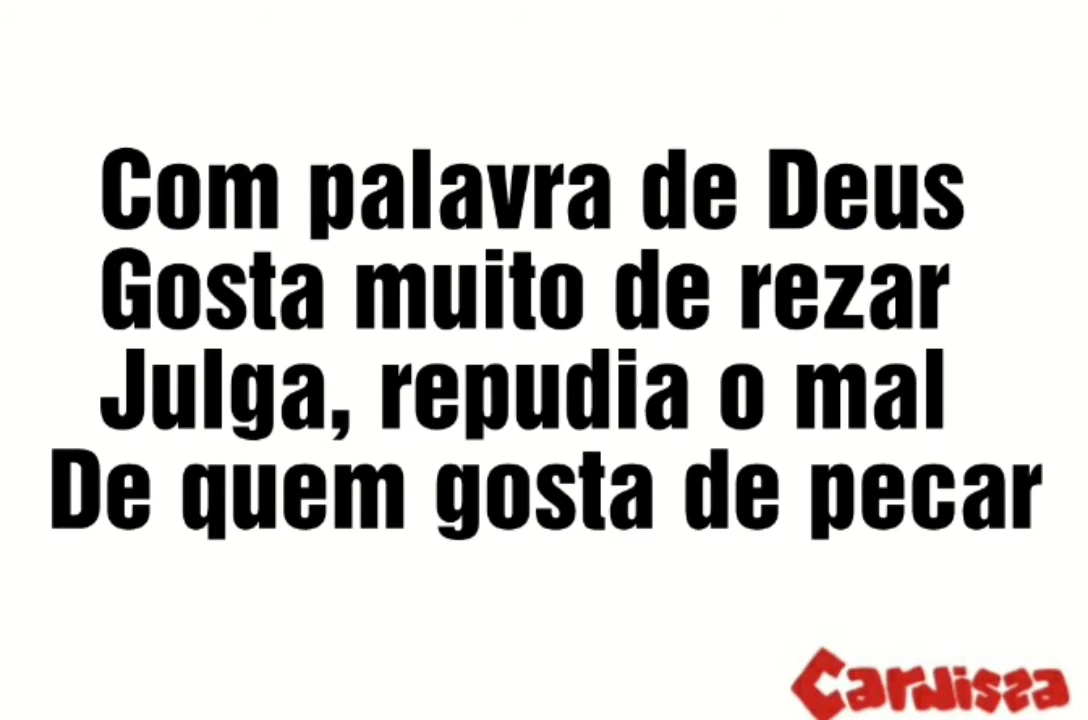 Com palavra de Deus
Gosta muito de rezar
Julga, repudia o mal
De quem gosta de pecar
Cardisza